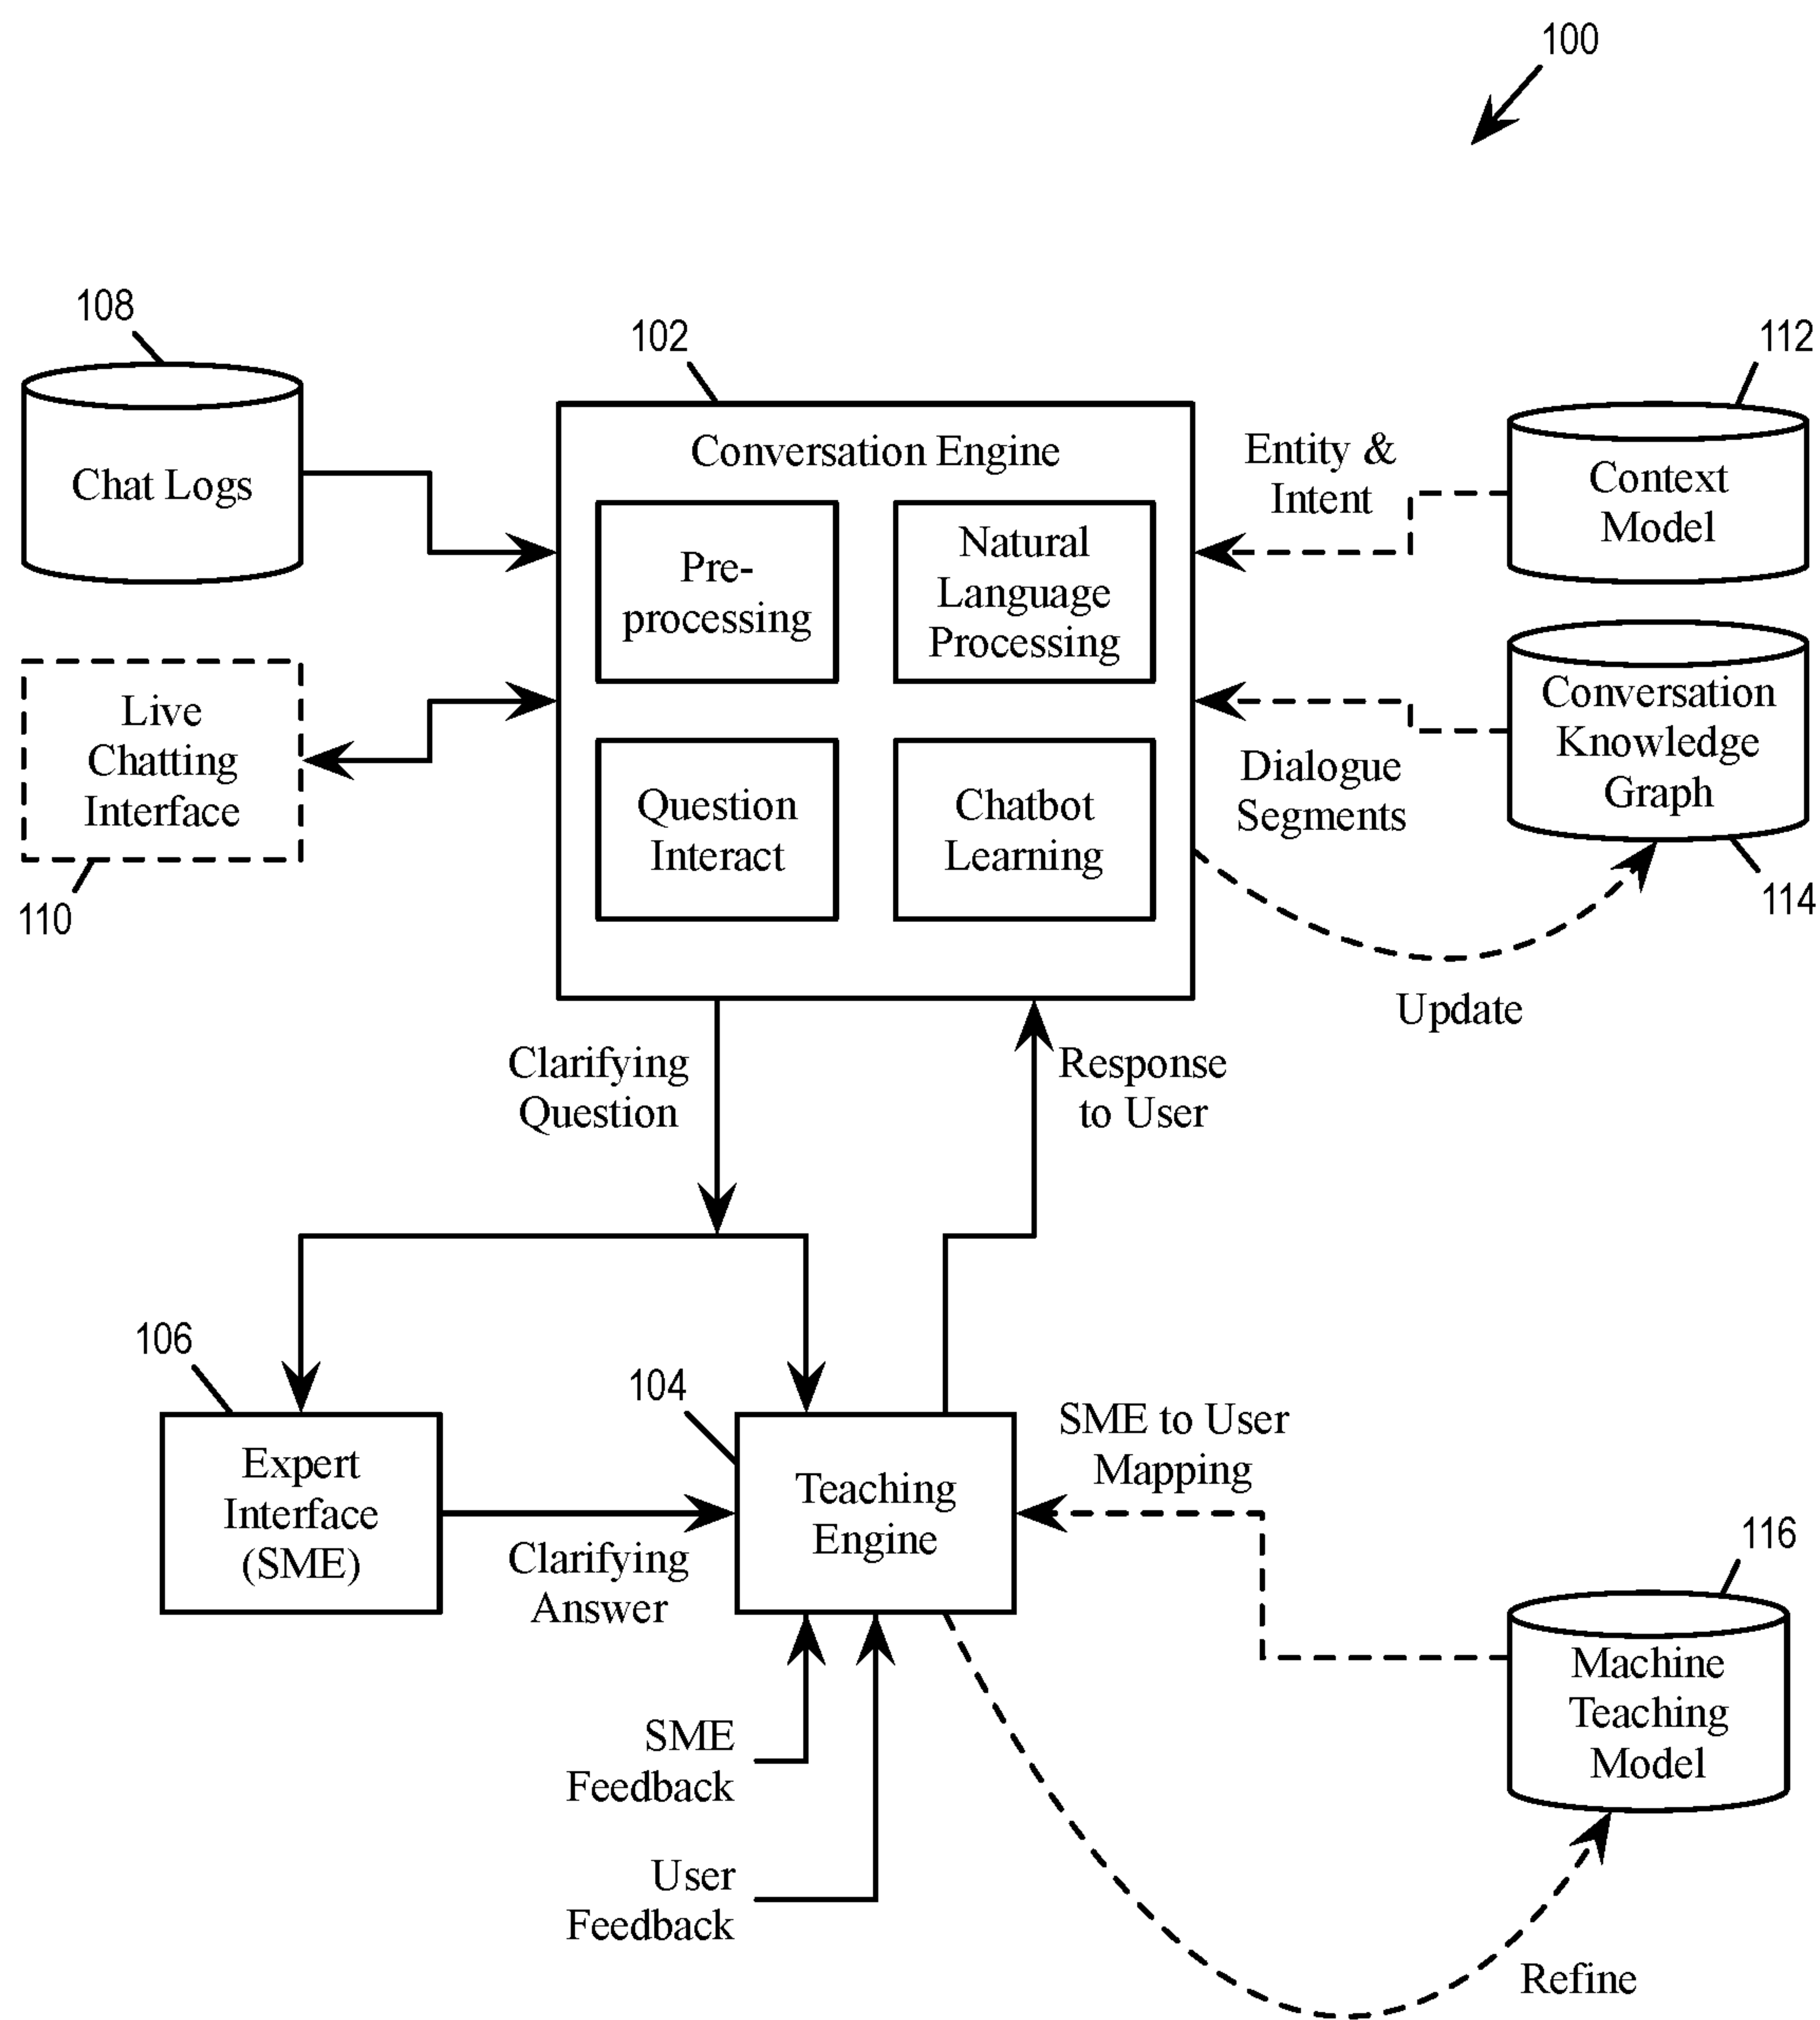 100
108
102
112
Chat Logs
Conversation Engine
Pre-
processing
Natural
Language
Processing
Question
Interact
Chatbot
Learning
Entity &
Intent
Context
Model
Live
Chatting
Interface
110
Dialogue
Segments
Conversation
Knowledge
Graph
114
Update
Clarifying
Question
Response
to User
106
104
Expert
Interface
(SME)
Clarifying
Answer
Teaching
Engine
SME to User
Mapping
116
Machine
Teaching
Model
SME
Feedback
User
Feedback
Refine